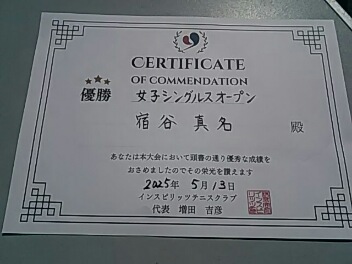 CERTIFICATE
OF COMMENDATION
優勝 女子シングルスオープン
宿谷 真名 殿
あなたは本大会において頭書の通り優秀な成績を
おさめましたのでその栄光を讃えます
2025年 5月13日
インスピリッツテニスクラブ
代表 増田 吉彦